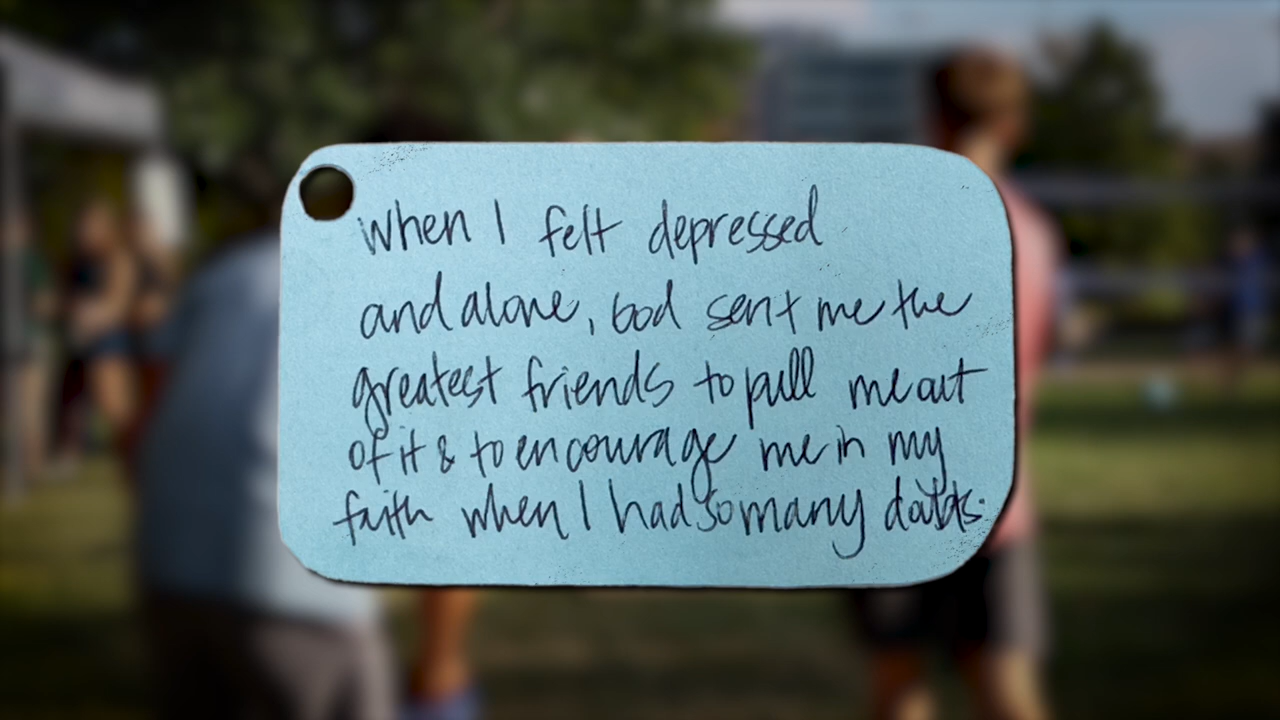 When I felt depressed
and alone, God sent me the
greatest friends to pull me out
of it & to encourage me in my
faith when I had so many doubts.